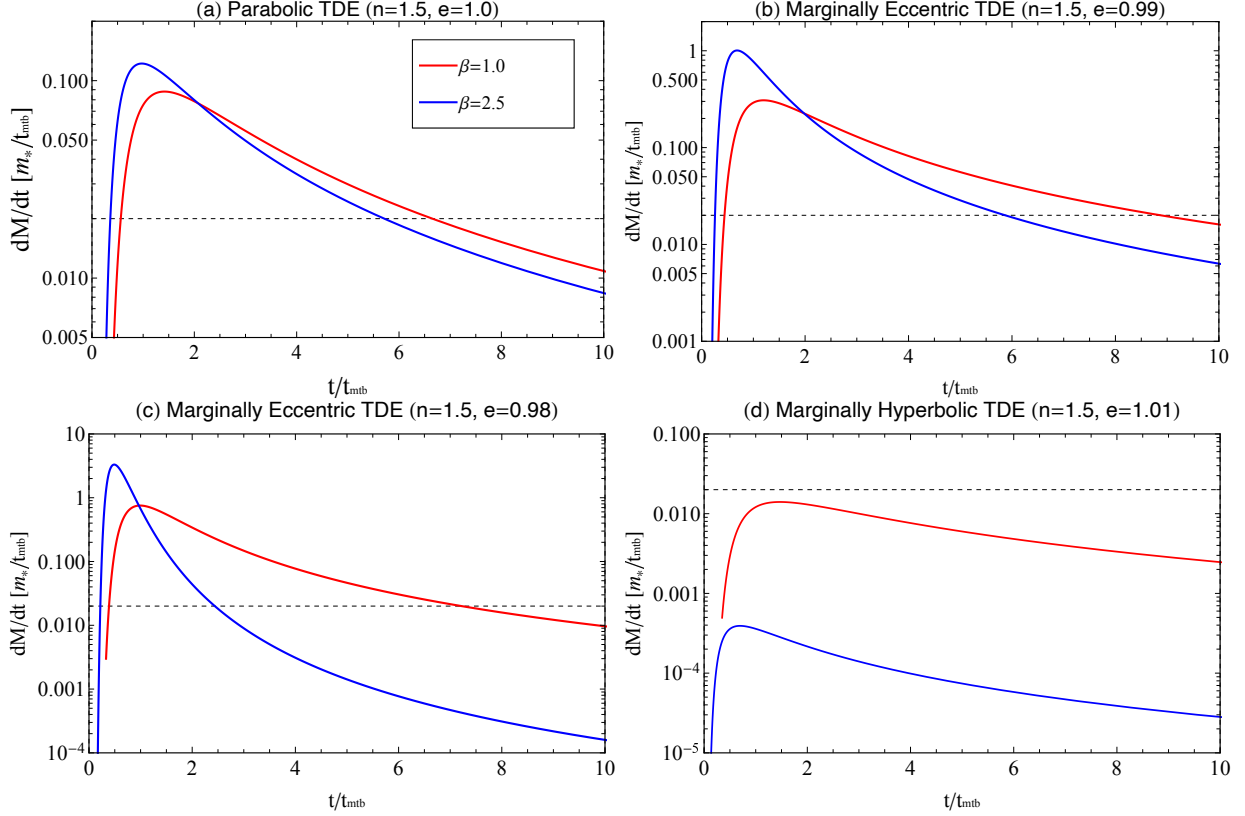 (a) Parabolic TDE (n=1.5, e=1.0)
dM/dt [m*/tmtb]
0.100
0.050
0.010
0.005
β=1.0
β=2.5
0 2 4 6 8 10
t/tmtb
(b) Marginally Eccentric TDE (n=1.5, e=0.99)
dM/dt [m*/tmtb]
1
0.500
0.100
0.050
0.010
0.005
0.001
0 2 4 6 8 10
t/tmtb
(c) Marginally Eccentric TDE (n=1.5, e=0.98)
dM/dt [m*/tmtb]
10
1
0.100
0.010
0.001
10⁻⁴
0 2 4 6 8 10
t/tmtb
(d) Marginally Hyperbolic TDE (n=1.5, e=1.01)
dM/dt [m*/tmtb]
0.100
0.010
0.001
10⁻⁴
10⁻⁵
0 2 4 6 8 10
t/tmtb